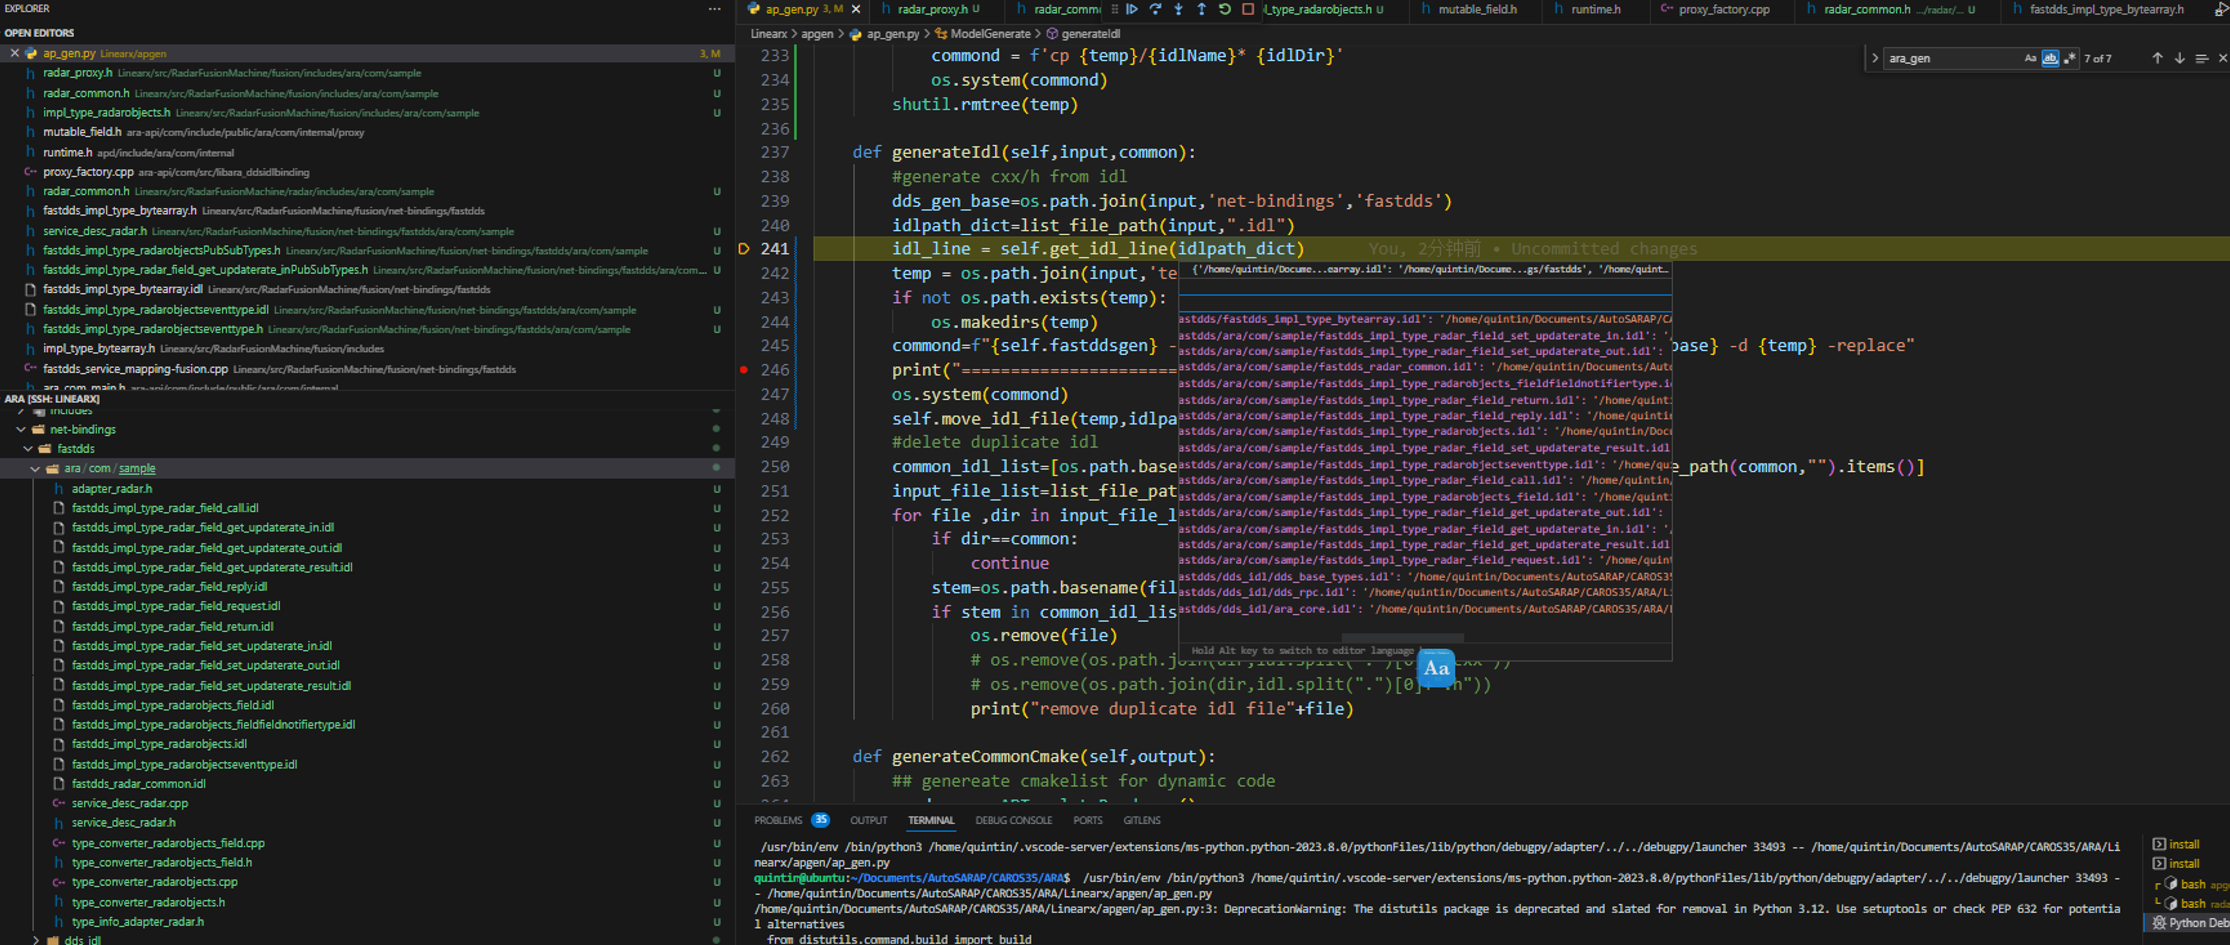 EXPLORER
OPEN EDITORS
ap_gen.py Linearx/apgen 3, M
radar_proxy.h Linearx/src/RadarFusionMachine/fusion/includes/ara/com/sample U
radar_common.h Linearx/src/RadarFusionMachine/fusion/includes/ara/com/sample U
impl_type_radarobjects.h Linearx/src/RadarFusionMachine/fusion/includes/ara/com/sample U
mutable_field.h ara-api/com/include/public/ara/com/internal/proxy
runtime.h apd/include/ara/com/internal
proxy_factory.cpp ara-api/com/src/libara_ddsidlbinding
radar_common.h Linearx/src/RadarFusionMachine/radar/includes/ara/com/sample U
fastdds_impl_type_bytearray.h Linearx/src/RadarFusionMachine/fusion/net-bindings/fastdds
service_desc_radar.h Linearx/src/RadarFusionMachine/fusion/net-bindings/fastdds/ara/com/sample U
fastdds_impl_type_radarobjectsPubSubTypes.h Linearx/src/RadarFusionMachine/fusion/net-bindings/fastdds/ara/com/sample U
fastdds_impl_type_radar_field_get_updaterate_inPubSubTypes.h Linearx/src/RadarFusionMachine/fusion/net-bindings/fastdds/ara/com... U
fastdds_impl_type_bytearray.idl Linearx/src/RadarFusionMachine/fusion/net-bindings/fastdds
fastdds_impl_type_radarobjectseventtype.idl Linearx/src/RadarFusionMachine/fusion/net-bindings/fastdds/ara/com/sample U
fastdds_impl_type_radarobjectseventtype.h Linearx/src/RadarFusionMachine/fusion/net-bindings/fastdds/ara/com/sample U
impl_type_bytearray.h Linearx/src/RadarFusionMachine/fusion/includes
fastdds_service_mapping-fusion.cpp Linearx/src/RadarFusionMachine/fusion/net-bindings/fastdds
ara_com_main.h ara-api/com/include/public/ara/com/internal
ARA [SSH: LINEARX]
includes
net-bindings
fastdds
ara / com / sample
adapter_radar.h U
fastdds_impl_type_radar_field_call.idl U
fastdds_impl_type_radar_field_get_updaterate_in.idl U
fastdds_impl_type_radar_field_get_updaterate_out.idl U
fastdds_impl_type_radar_field_get_updaterate_result.idl U
fastdds_impl_type_radar_field_reply.idl U
fastdds_impl_type_radar_field_request.idl U
fastdds_impl_type_radar_field_return.idl U
fastdds_impl_type_radar_field_set_updaterate_in.idl U
fastdds_impl_type_radar_field_set_updaterate_out.idl U
fastdds_impl_type_radar_field_set_updaterate_result.idl U
fastdds_impl_type_radarobjects_field.idl U
fastdds_impl_type_radarobjects_fieldfieldnotifiertype.idl U
fastdds_impl_type_radarobjects.idl U
fastdds_impl_type_radarobjectseventtype.idl U
fastdds_radar_common.idl U
service_desc_radar.cpp U
service_desc_radar.h U
type_converter_radarobjects_field.cpp U
type_converter_radarobjects_field.h U
type_converter_radarobjects.cpp U
type_converter_radarobjects.h U
type_info_adapter_radar.h U
dds_idl
ap_gen.py 3, M radar_proxy.h U radar_comm l_type_radarobjects.h U mutable_field.h runtime.h proxy_factory.cpp radar_common.h .../radar/... U fastdds_impl_type_bytearray.h
Linearx > apgen > ap_gen.py > ModelGenerate > generateIdl
ara_gen Aa ab 7 of 7
233 commond = f'cp {temp}/{idlName}* {idlDir}'
234 os.system(commond)
235 shutil.rmtree(temp)
236
237 def generateIdl(self,input,common):
238 #generate cxx/h from idl
239 dds_gen_base=os.path.join(input,'net-bindings','fastdds')
240 idlpath_dict=list_file_path(input,".idl")
241 idl_line = self.get_idl_line(idlpath_dict) You, 2分钟前 • Uncommitted changes
242 temp = os.path.join(input,'te
243 if not os.path.exists(temp):
244 os.makedirs(temp)
245 commond=f"{self.fastddsgen} - base} -d {temp} -replace"
246 print("======================
247 os.system(commond)
248 self.move_idl_file(temp,idlpa
249 #delete duplicate idl
250 common_idl_list=[os.path.base e_path(common,"").items()]
251 input_file_list=list_file_pat
252 for file ,dir in input_file_l
253 if dir==common:
254 continue
255 stem=os.path.basename(fil
256 if stem in common_idl_lis
257 os.remove(file)
258 # os.remove(os.path.join(dir,idl.split(".")[0]
259 # os.remove(os.path.join(dir,idl.split(".")[0] .h"))
260 print("remove duplicate idl file"+file)
261
262 def generateCommonCmake(self,output):
263 ## genereate cmakelist for dynamic code
{'/home/quintin/Docume...earray.idl': '/home/quintin/Docume...gs/fastdds', '/home/quint...
astdds/fastdds_impl_type_bytearray.idl': '/home/quintin/Documents/AutoSARAP/CA
astdds/ara/com/sample/fastdds_impl_type_radar_field_set_updaterate_in.idl': '
astdds/ara/com/sample/fastdds_impl_type_radar_field_set_updaterate_out.idl':
astdds/ara/com/sample/fastdds_radar_common.idl': '/home/quintin/Documents/Auto
astdds/ara/com/sample/fastdds_impl_type_radarobjects_fieldfieldnotifiertype.id
astdds/ara/com/sample/fastdds_impl_type_radar_field_return.idl': '/home/quinti
astdds/ara/com/sample/fastdds_impl_type_radar_field_reply.idl': '/home/quintin
astdds/ara/com/sample/fastdds_impl_type_radarobjects.idl': '/home/quintin/Docu
astdds/ara/com/sample/fastdds_impl_type_radar_field_set_updaterate_result.idl
astdds/ara/com/sample/fastdds_impl_type_radarobjectseventtype.idl': '/home/qu
astdds/ara/com/sample/fastdds_impl_type_radar_field_call.idl': '/home/quintin/
astdds/ara/com/sample/fastdds_impl_type_radarobjects_field.idl': '/home/quinti
astdds/ara/com/sample/fastdds_impl_type_radar_field_get_updaterate_out.idl':
astdds/ara/com/sample/fastdds_impl_type_radar_field_get_updaterate_in.idl': '/
astdds/ara/com/sample/fastdds_impl_type_radar_field_get_updaterate_result.idl
astdds/ara/com/sample/fastdds_impl_type_radar_field_request.idl': '/home/quint
astdds/dds_idl/dds_base_types.idl': '/home/quintin/Documents/AutoSARAP/CAROS35
astdds/dds_idl/dds_rpc.idl': '/home/quintin/Documents/AutoSARAP/CAROS35/ARA/Li
astdds/dds_idl/ara_core.idl': '/home/quintin/Documents/AutoSARAP/CAROS35/ARA/L
Hold Alt key to switch to editor language
Aa
PROBLEMS 35 OUTPUT TERMINAL DEBUG CONSOLE PORTS GITLENS
/usr/bin/env /bin/python3 /home/quintin/.vscode-server/extensions/ms-python.python-2023.8.0/pythonFiles/lib/python/debugpy/adapter/../../debugpy/launcher 33493 -- /home/quintin/Documents/AutoSARAP/CAROS35/ARA/Li
nearx/apgen/ap_gen.py
quintin@ubuntu:~/Documents/AutoSARAP/CAROS35/ARA$ /usr/bin/env /bin/python3 /home/quintin/.vscode-server/extensions/ms-python.python-2023.8.0/pythonFiles/lib/python/debugpy/adapter/../../debugpy/launcher 33493 -
- /home/quintin/Documents/AutoSARAP/CAROS35/ARA/Linearx/apgen/ap_gen.py
/home/quintin/Documents/AutoSARAP/CAROS35/ARA/Linearx/apgen/ap_gen.py:3: DeprecationWarning: The distutils package is deprecated and slated for removal in Python 3.12. Use setuptools or check PEP 632 for potentia
l alternatives
from distutils.command.build import build
install
install
bash apg
bash rada
Python Deb